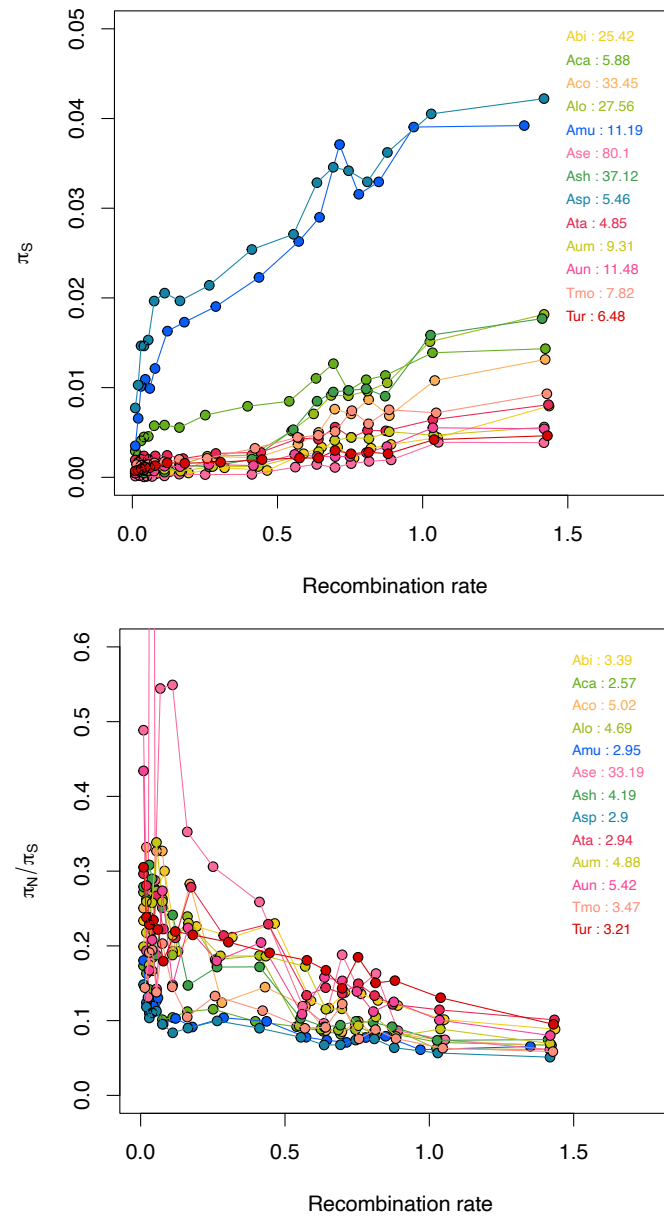 0.05
0.04
0.03
0.02
0.01
0.00
πS
Abi : 25.42
Aca : 5.88
Aco : 33.45
Alo : 27.56
Amu : 11.19
Ase : 80.1
Ash : 37.12
Asp : 5.46
Ata : 4.85
Aum : 9.31
Aun : 11.48
Tmo : 7.82
Tur : 6.48
0.0 0.5 1.0 1.5
Recombination rate
0.6
0.5
0.4
0.3
0.2
0.1
0.0
πN/πS
Abi : 3.39
Aca : 2.57
Aco : 5.02
Alo : 4.69
Amu : 2.95
Ase : 33.19
Ash : 4.19
Asp : 2.9
Ata : 2.94
Aum : 4.88
Aun : 5.42
Tmo : 3.47
Tur : 3.21
0.0 0.5 1.0 1.5
Recombination rate